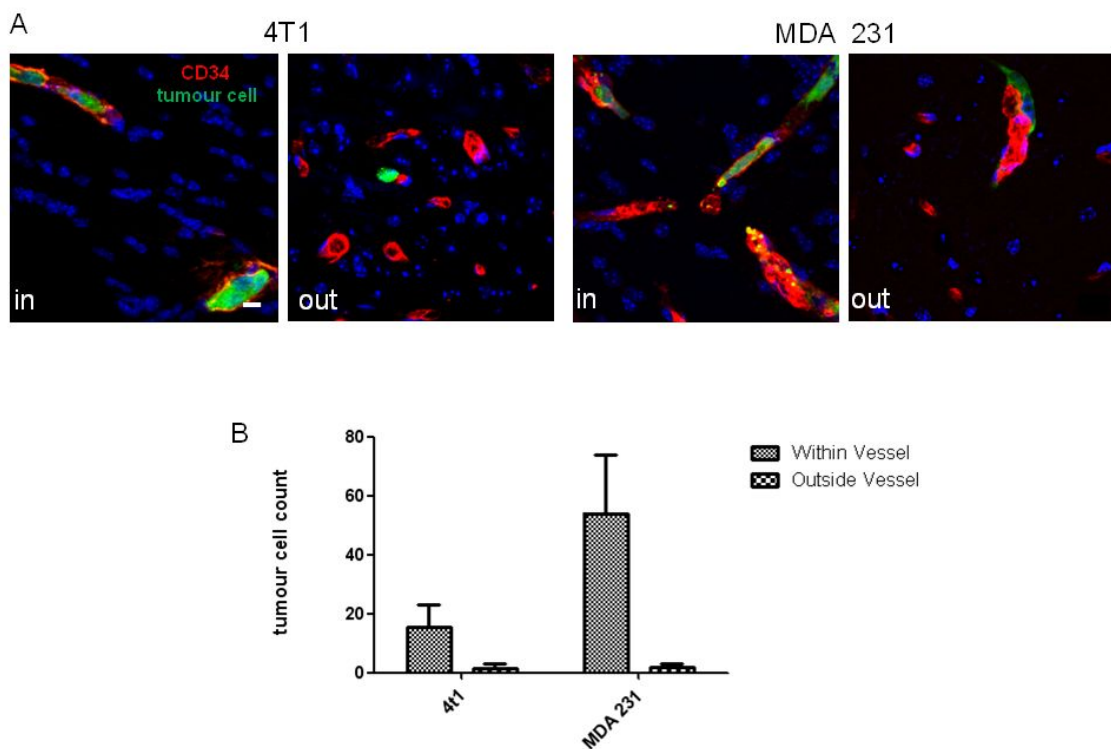 A
4T1
MDA 231
CD34
tumour cell
in
out
in
out
B
80
60
40
20
0
tumour cell count
Within Vessel
Outside Vessel
4t1
MDA 231